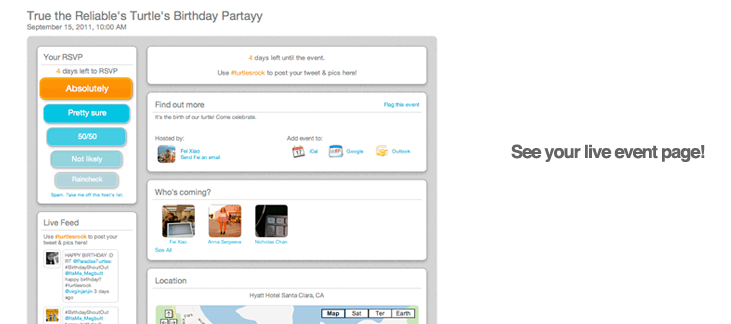 True the Reliable's Turtle's Birthday Partayy
September 15, 2011, 10:00 AM
Your RSVP
4 days left to RSVP
Absolutely
Pretty sure
50/50
Not likely
Raincheck
Spam. Take me off the host's list.
Live Feed
Use #turtlesrock to post your
tweet & pics here!
HAPPY BIRTHDAY :D
RT @ParadiseTurtles:
#BirthdayShoutOut
@ItsMs_Megbutt
happy birthday!!
#turtlesrock
@virginjanjin 3 days
ago
#BirthdayShoutOut
@ItsMs_Megbutt
happy birthday!!
4 days left until the event.
Use #turtlesrock to post your tweet & pics here!
Find out more
Flag this event
It's the birth of our turtle! Come celebrate.
Hosted by:
Fei Xiao
Send Fei an email
Add event to:
iCal
Google
Outlook
Who's coming?
Fei Xiao
Anna Sergeeva
Nicholas Chan
See All
Location
Hyatt Hotel Santa Clara, CA
Map
Sat
Ter
Earth
See your live event page!